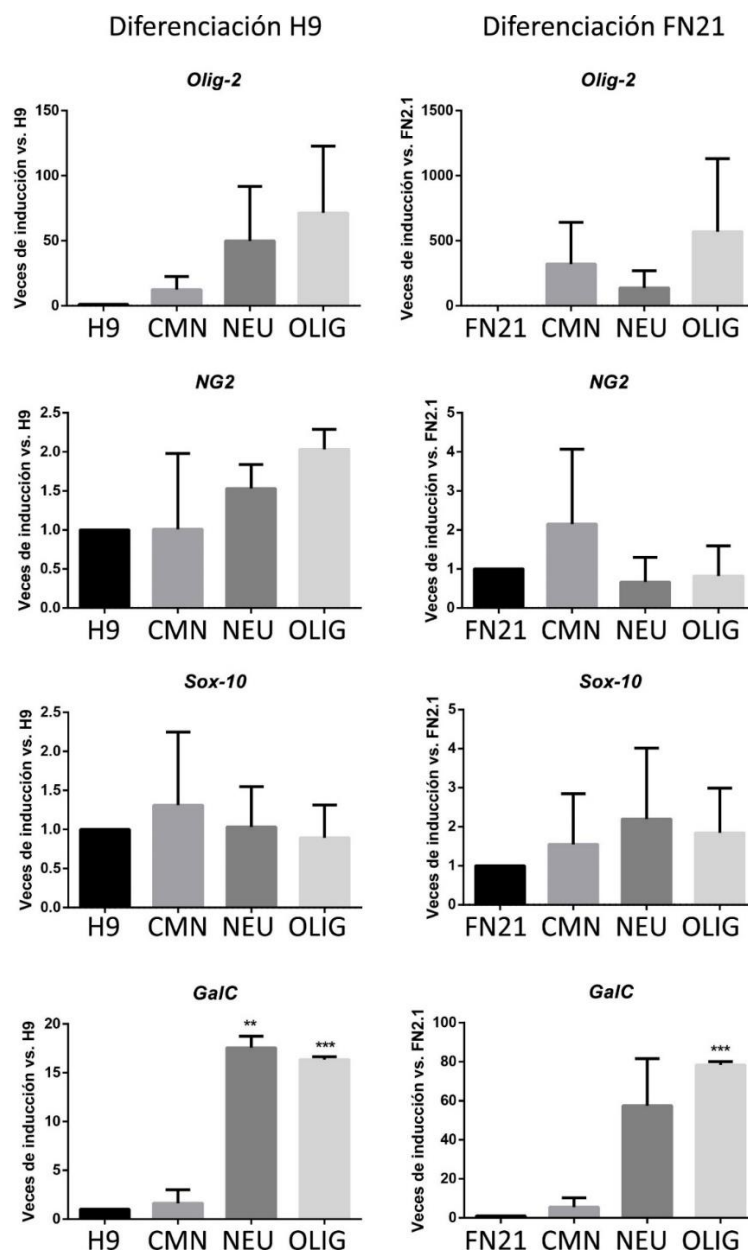 Diferenciación H9
Diferenciación FN21
Olig-2
Veces de inducción vs. H9
150
100
50
0
H9 CMN NEU OLIG
Olig-2
Veces de inducción vs. FN2.1
1500
1000
500
0
FN21 CMN NEU OLIG
NG2
Veces de inducción vs. H9
2.5
2.0
1.5
1.0
0.5
0.0
H9 CMN NEU OLIG
NG2
Veces de inducción vs. FN2.1
5
4
3
2
1
0
FN21 CMN NEU OLIG
Sox-10
Veces de inducción vs. H9
2.5
2.0
1.5
1.0
0.5
0.0
H9 CMN NEU OLIG
Sox-10
Veces de inducción vs. FN2.1
5
4
3
2
1
0
FN21 CMN NEU OLIG
GalC
Veces de inducción vs. H9
20
15
10
5
0
** ***
H9 CMN NEU OLIG
GalC
Veces de inducción vs. FN2.1
100
80
60
40
20
0
***
FN21 CMN NEU OLIG